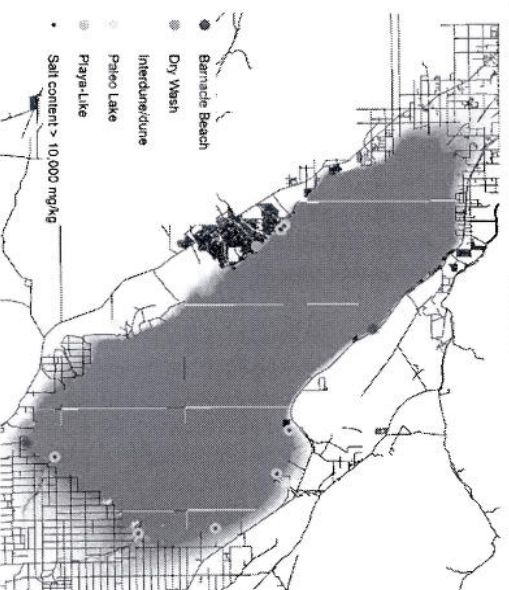 Barnacle Beach
Dry Wash
Interdune/dune
Paleo Lake
Playa-Like
Salt content > 10,000 mg/kg